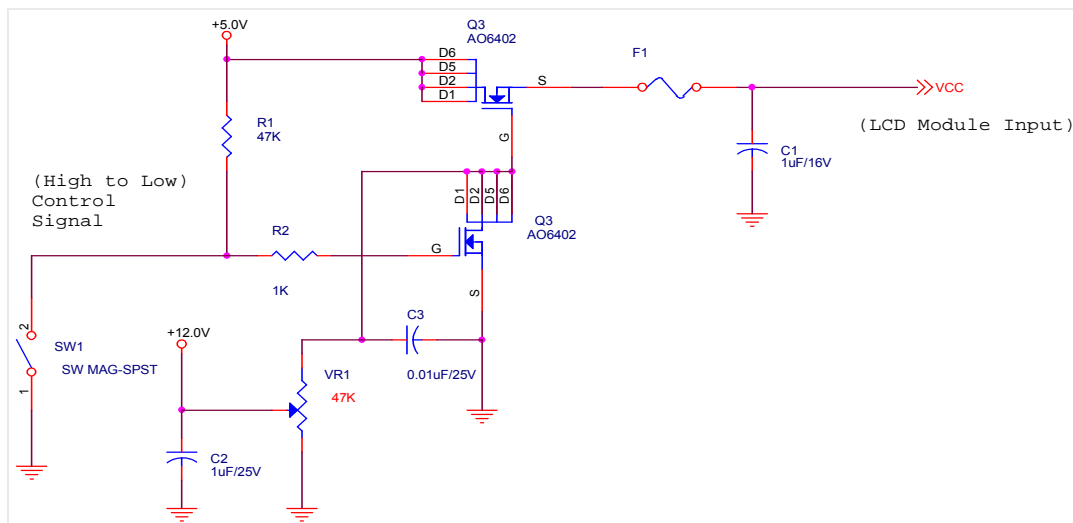 +5.0V
Q3
AO6402
D6
D5
D2
D1
S
G
F1
VCC
(LCD Module Input)
R1
47K
C1
1uF/16V
(High to Low)
Control
Signal
D1
D2
D5
D6
Q3
AO6402
R2
1K
G
S
2
SW1
SW MAG-SPST
1
+12.0V
C3
0.01uF/25V
VR1
47K
C2
1uF/25V